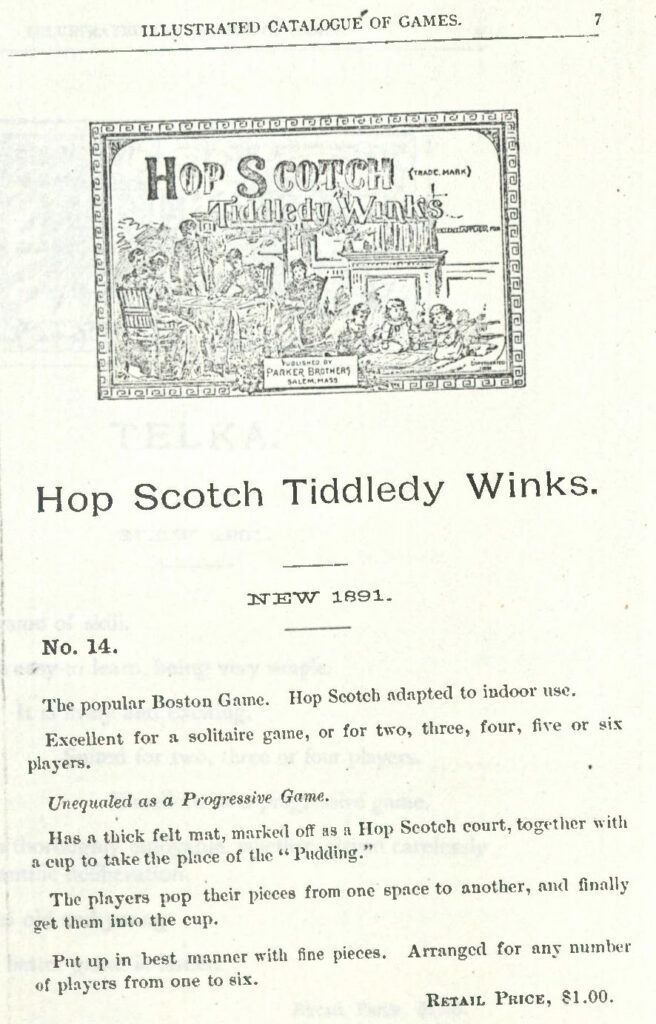 ILLUSTRATED CATALOGUE OF GAMES. 7
HOP SCOTCH (TRADE MARK)
Tiddledy Winks
PUBLISHED BY
PARKER BROTHERS
SALEM, MASS
TELKA.
Hop Scotch Tiddledy Winks.
NEW 1891.
No. 14.
The popular Boston Game. Hop Scotch adapted to indoor use.
Excellent for a solitaire game, or for two, three, four, five or six
players.
Unequaled as a Progressive Game.
Has a thick felt mat, marked off as a Hop Scotch court, together with
a cup to take the place of the "Pudding."
The players pop their pieces from one space to another, and finally
get them into the cup.
Put up in best manner with fine pieces. Arranged for any number
of players from one to six.
RETAIL PRICE, $1.00.